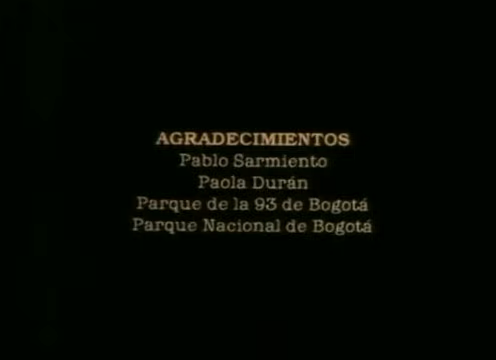 AGRADECIMIENTOS
Pablo Sarmiento
Paola Durán
Parque de la 93 de Bogotá
Parque Nacional de Bogotá